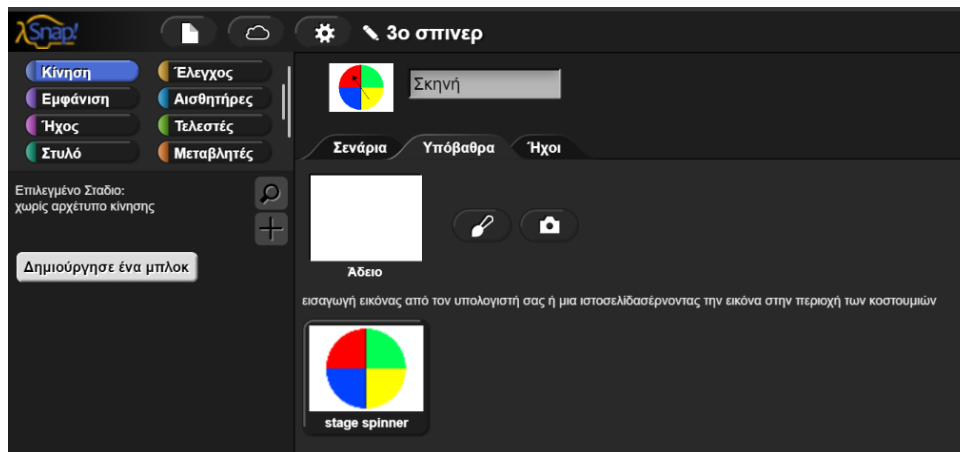 λSnap!
3ο σπινερ
Κίνηση
Έλεγχος
Εμφάνιση
Αισθητήρες
Ήχος
Τελεστές
Στυλό
Μεταβλητές
Επιλεγμένο Σταδιο:
χωρίς αρχέτυπο κίνησης
Δημιούργησε ένα μπλοκ
Σκηνή
Σενάρια Υπόβαθρα Ήχοι
Άδειο
εισαγωγή εικόνας από τον υπολογιστή σας ή μια ιστοσελίδασέρνοντας την εικόνα στην περιοχή των κοστουμιών
stage spinner